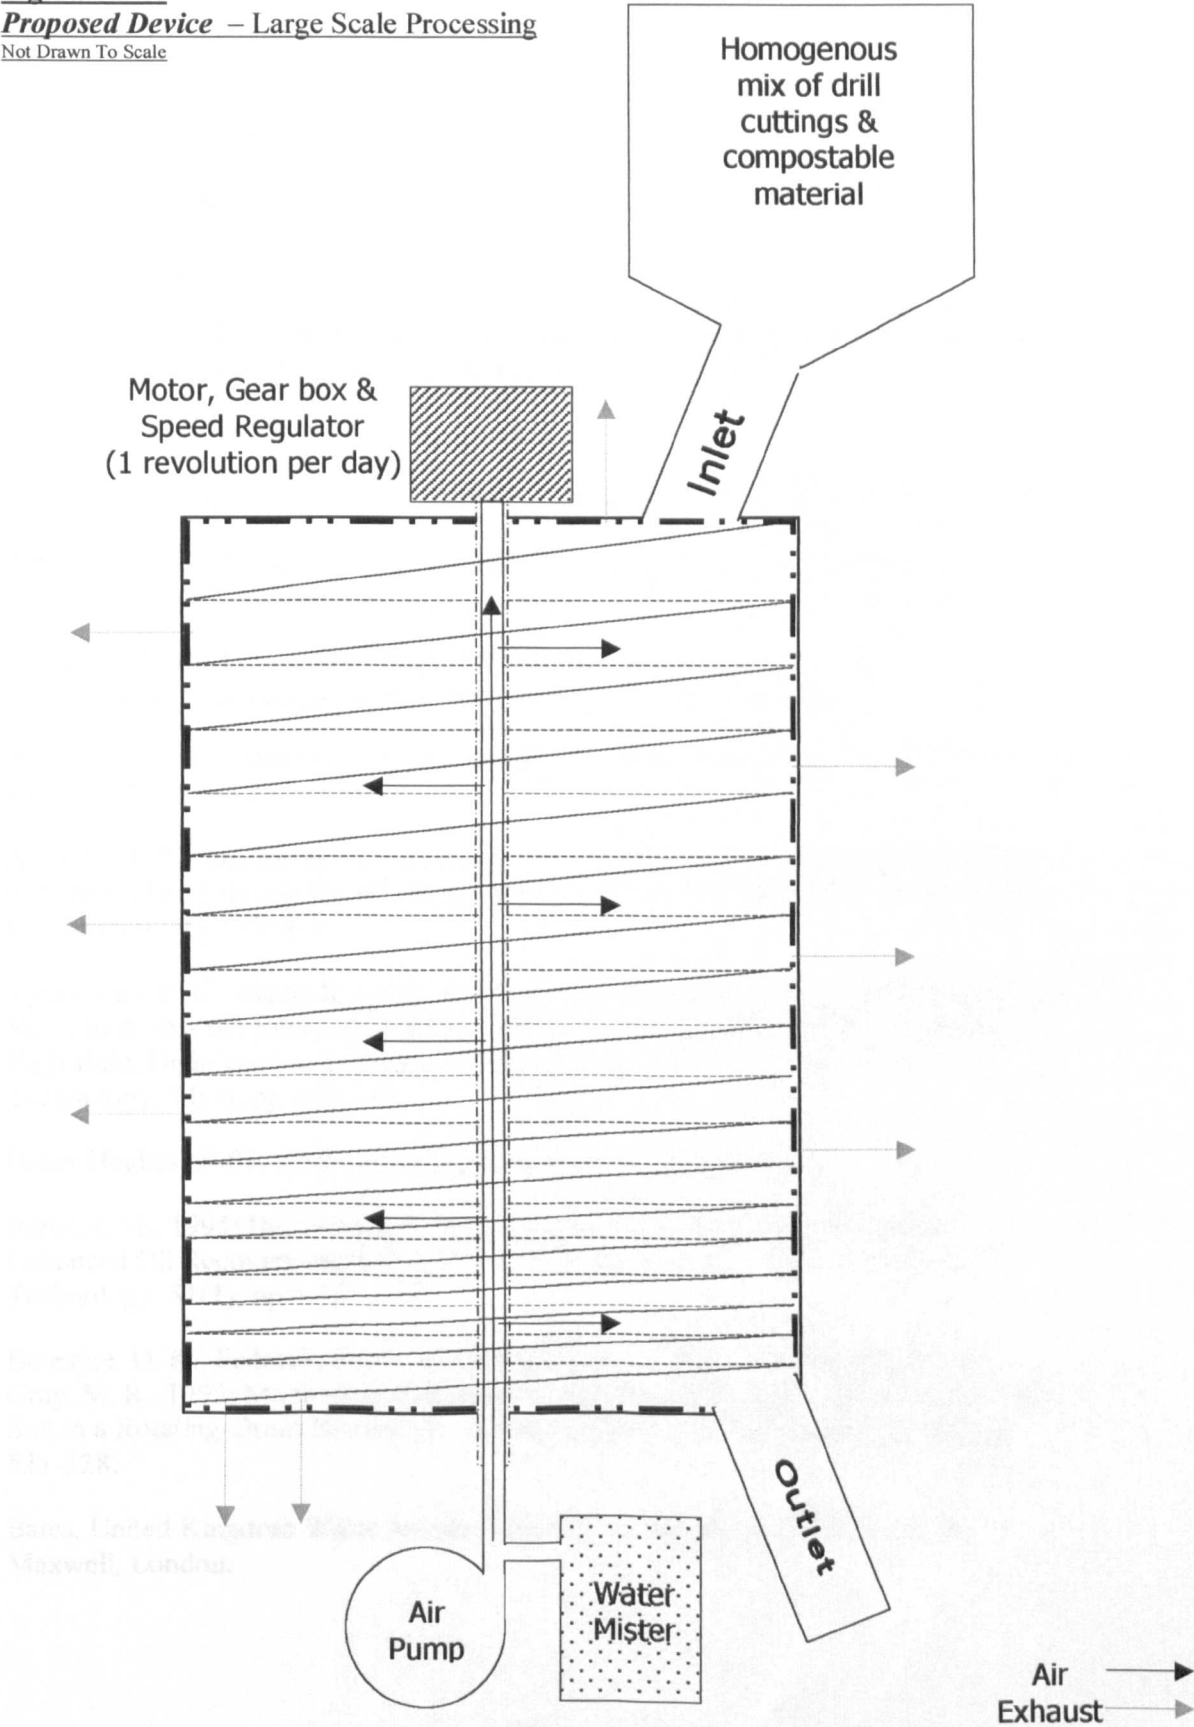 Proposed Device – Large Scale Processing
Not Drawn To Scale
Homogenous
mix of drill
cuttings &
compostable
material
Motor, Gear box &
Speed Regulator
(1 revolution per day)
Inlet
Outlet
Air
Pump
Water
Mister
Air
Exhaust